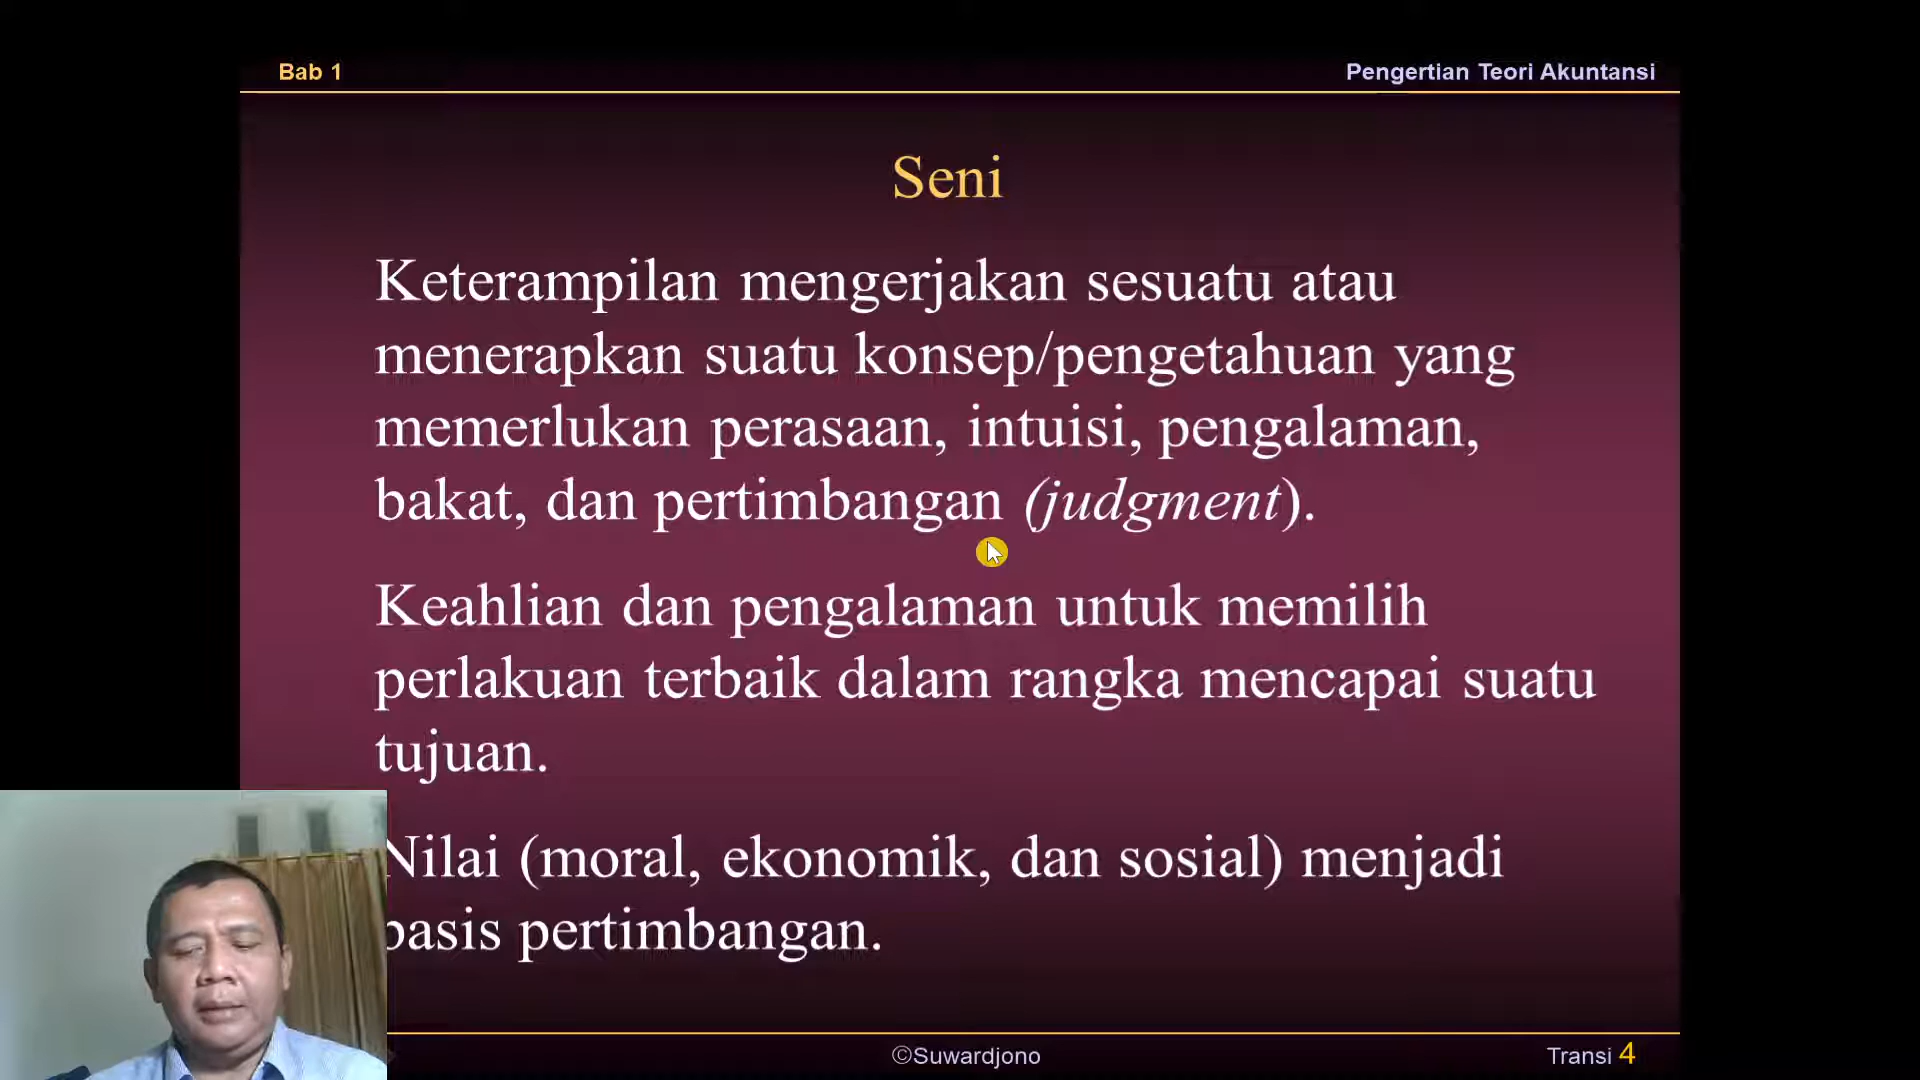 Bab 1
Pengertian Teori Akuntansi
Seni
Keterampilan mengerjakan sesuatu atau
menerapkan suatu konsep/pengetahuan yang
memerlukan perasaan, intuisi, pengalaman,
bakat, dan pertimbangan (judgment).
Keahlian dan pengalaman untuk memilih
perlakuan terbaik dalam rangka mencapai suatu
tujuan.
Nilai (moral, ekonomik, dan sosial) menjadi
basis pertimbangan.
©Suwardjono
Transi 4